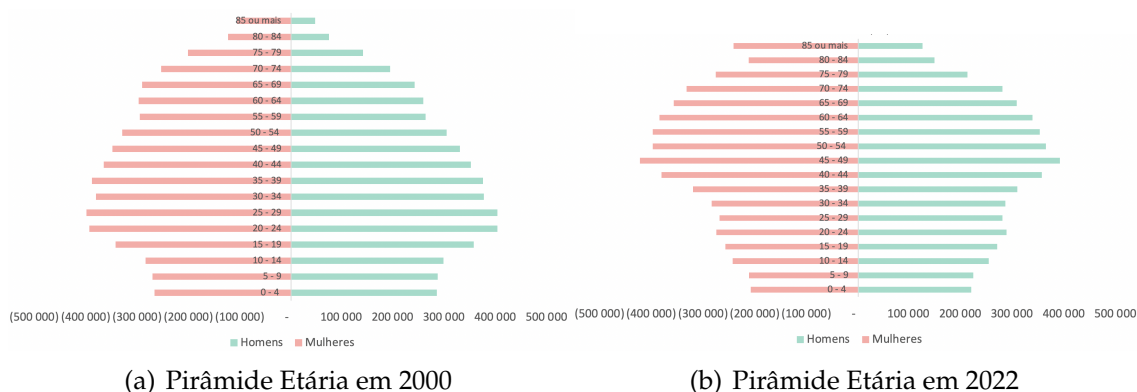 85 ou mais
80 - 84
75 - 79
70 - 74
65 - 69
60 - 64
55 - 59
50 - 54
45 - 49
40 - 44
35 - 39
30 - 34
25 - 29
20 - 24
15 - 19
10 - 14
5 - 9
0 - 4
(500 000) (400 000) (300 000) (200 000) (100 000) - 100 000 200 000 300 000 400 000 500 000
Homens Mulheres
(a) Pirâmide Etária em 2000
85 ou mais
80 - 84
75 - 79
70 - 74
65 - 69
60 - 64
55 - 59
50 - 54
45 - 49
40 - 44
35 - 39
30 - 34
25 - 29
20 - 24
15 - 19
10 - 14
5 - 9
0 - 4
(500 000) (400 000) (300 000) (200 000) (100 000) - 100 000 200 000 300 000 400 000 500 000
Homens Mulheres
(b) Pirâmide Etária em 2022